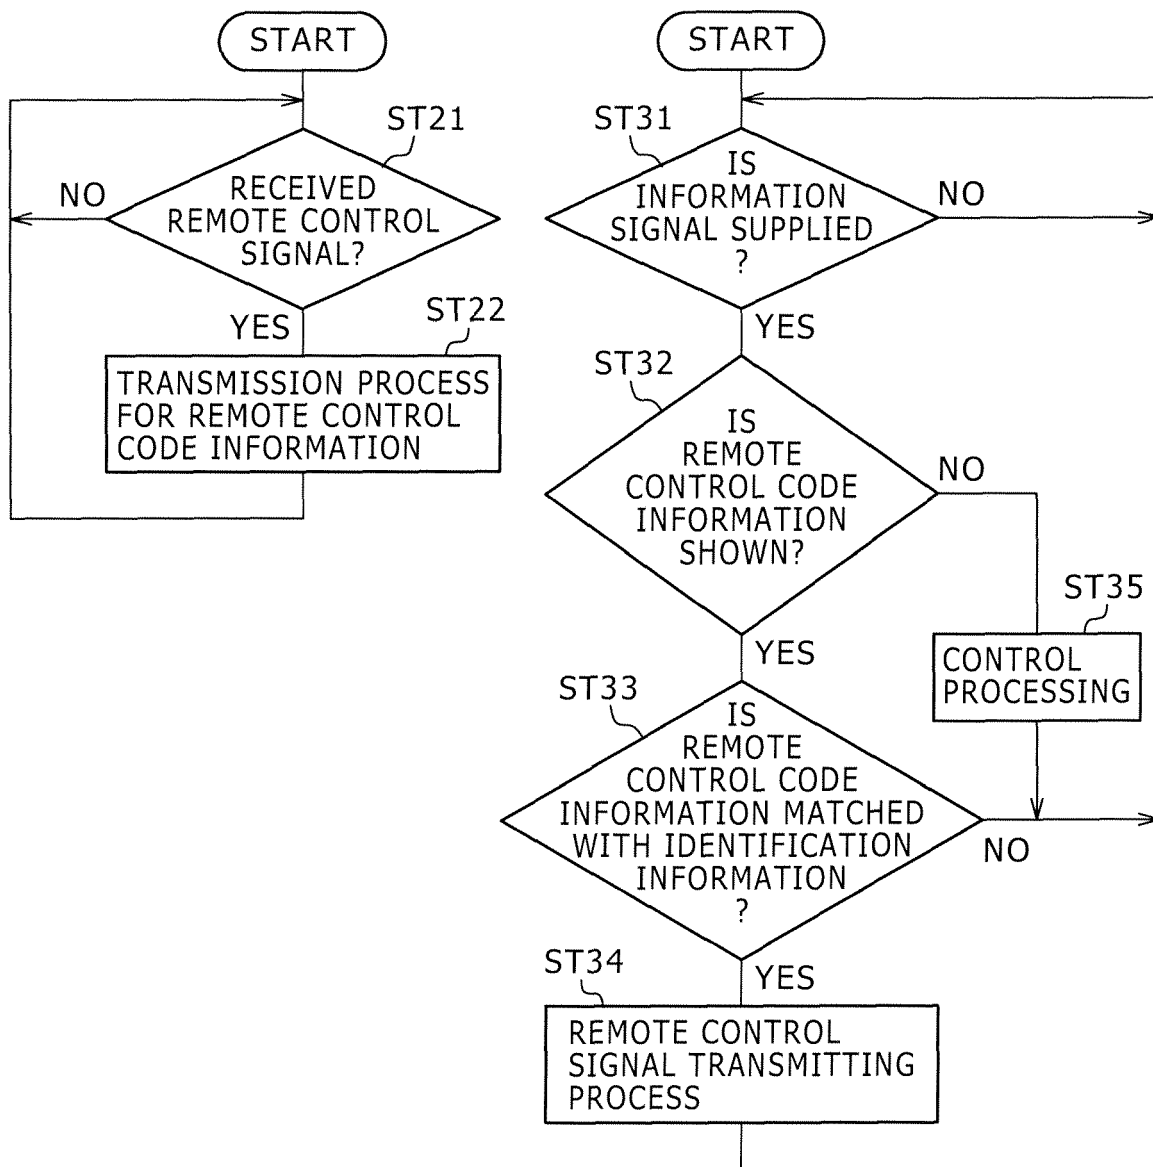 START
ST21
NO
RECEIVED
REMOTE CONTROL
SIGNAL?
YES
ST22
TRANSMISSION PROCESS
FOR REMOTE CONTROL
CODE INFORMATION
START
ST31
IS
INFORMATION
SIGNAL SUPPLIED
?
NO
YES
ST32
IS
REMOTE
CONTROL CODE
INFORMATION
SHOWN?
NO
ST35
CONTROL
PROCESSING
YES
ST33
IS
REMOTE
CONTROL CODE
INFORMATION MATCHED
WITH IDENTIFICATION
INFORMATION
?
NO
YES
ST34
REMOTE CONTROL
SIGNAL TRANSMITTING
PROCESS